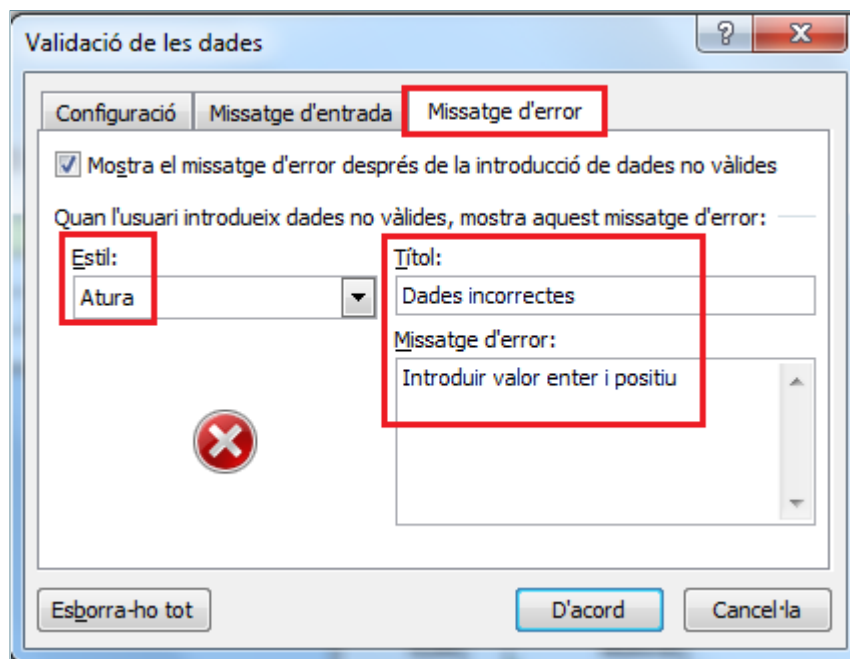 Validació de les dades
Configuració
Missatge d'entrada
Missatge d'error
Mostra el missatge d'error després de la introducció de dades no vàlides
Quan l'usuari introdueix dades no vàlides, mostra aquest missatge d'error:
Estil:
Atura
Títol:
Dades incorrectes
Missatge d'error:
Introduir valor enter i positiu
Esborra-ho tot
D'acord
Cancel·la